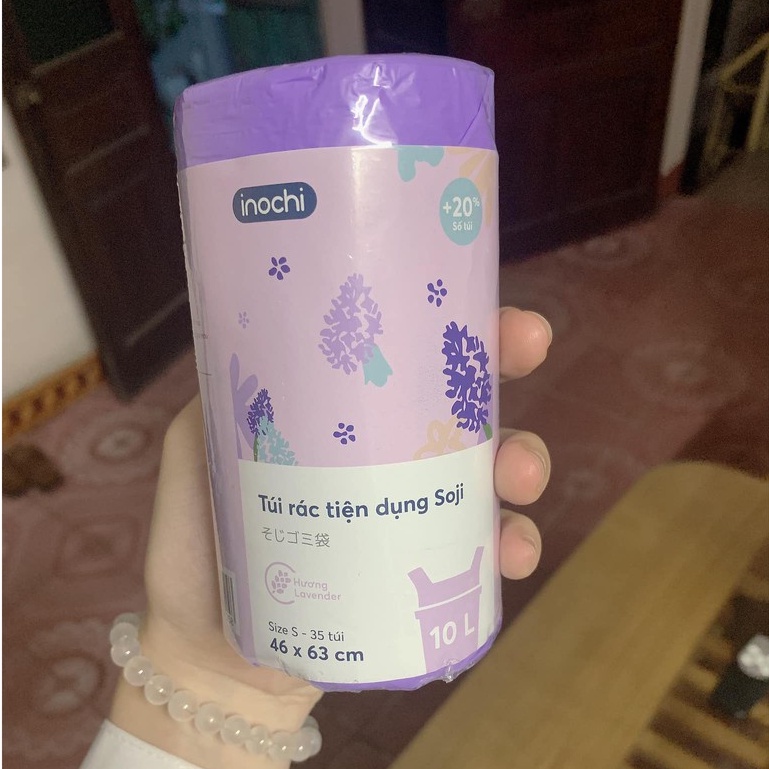 inochi
+20%
Số túi
Túi rác tiện dụng Soji
そじゴミ袋
Hương
Lavender
Size S - 35 túi
46 x 63 cm
10 L